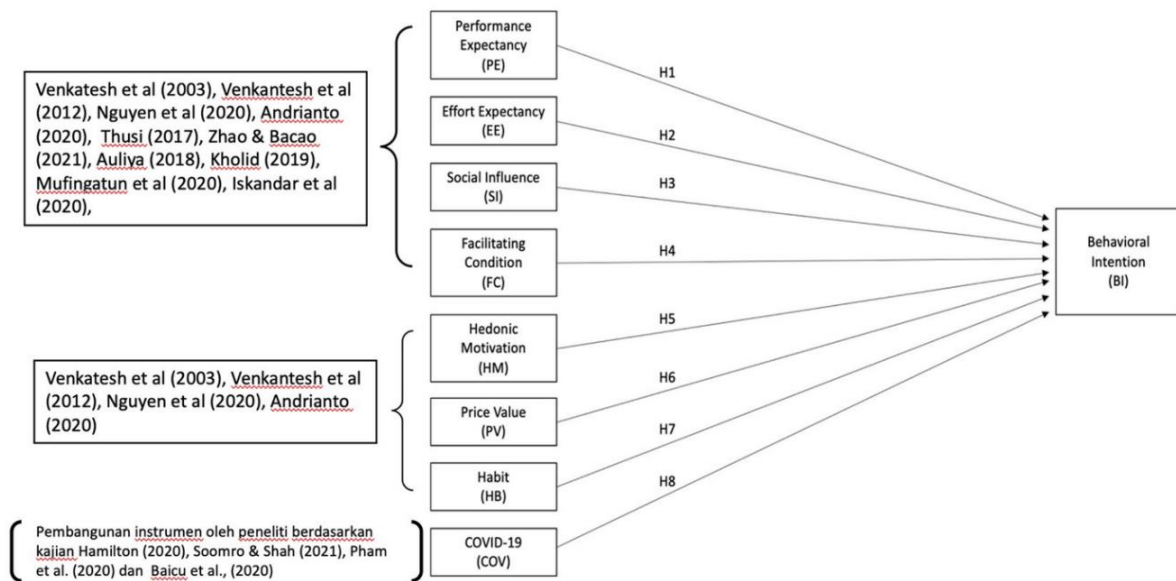 Venkatesh et al (2003), Venkantesh et al
(2012), Nguyen et al (2020), Andrianto
(2020), Thusi (2017), Zhao & Bacao
(2021), Auliya (2018), Kholid (2019),
Mufingatun et al (2020), Iskandar et al
(2020),
Venkatesh et al (2003), Venkantesh et al
(2012), Nguyen et al (2020), Andrianto
(2020)
Pembangunan instrumen oleh peneliti berdasarkan
kajian Hamilton (2020), Soomro & Shah (2021), Pham
et al. (2020) dan Baicu et al., (2020)
Performance
Expectancy
(PE)
Effort Expectancy
(EE)
Social Influence
(SI)
Facilitating
Condition
(FC)
Hedonic
Motivation
(HM)
Price Value
(PV)
Habit
(HB)
COVID-19
(COV)
H1
H2
H3
H4
H5
H6
H7
H8
Behavioral
Intention
(BI)